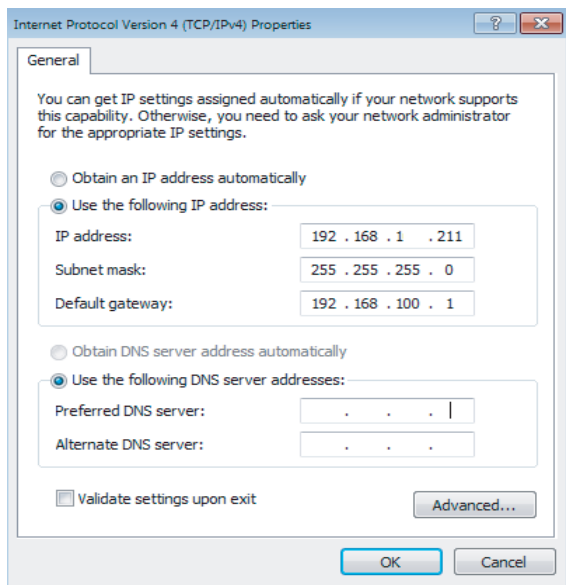 Internet Protocol Version 4 (TCP/IPv4) Properties
General
You can get IP settings assigned automatically if your network supports
this capability. Otherwise, you need to ask your network administrator
for the appropriate IP settings.
Obtain an IP address automatically
Use the following IP address:
IP address: 192 . 168 . 1 . 211
Subnet mask: 255 . 255 . 255 . 0
Default gateway: 192 . 168 . 100 . 1
Obtain DNS server address automatically
Use the following DNS server addresses:
Preferred DNS server: . . .
Alternate DNS server: . . .
Validate settings upon exit
Advanced...
OK Cancel